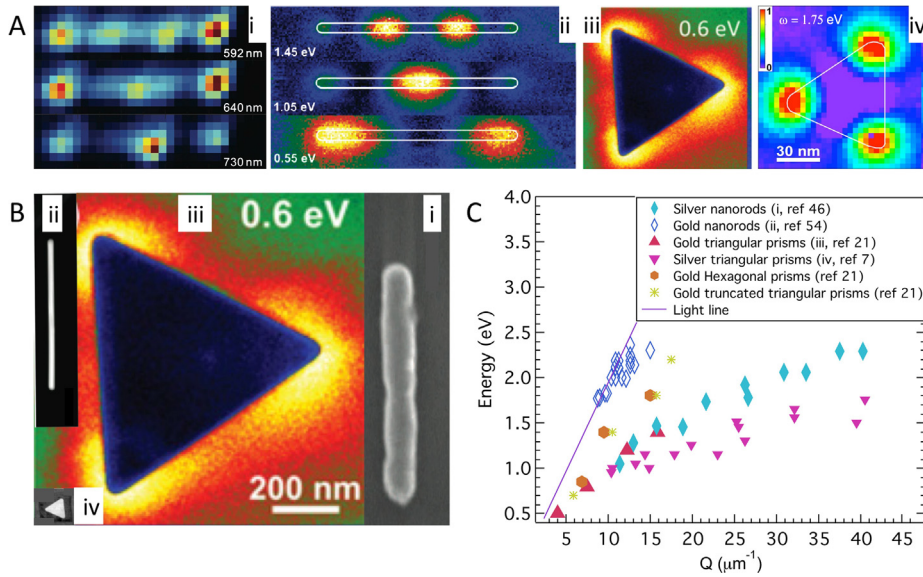 A
i
592 nm
640 nm
730 nm
ii
1.45 eV
1.05 eV
0.55 eV
iii
0.6 eV
iv
1
0
ω = 1.75 eV
30 nm
B
ii
iii
0.6 eV
i
200 nm
iv
C
Silver nanorods (i, ref 46)
Gold nanorods (ii, ref 54)
Gold triangular prisms (iii, ref 21)
Silver triangular prisms (iv, ref 7)
Gold Hexagonal prisms (ref 21)
Gold truncated triangular prisms (ref 21)
Light line
Energy (eV)
4.0
3.5
3.0
2.5
2.0
1.5
1.0
0.5
5 10 15 20 25 30 35 40 45
Q (μm⁻¹)